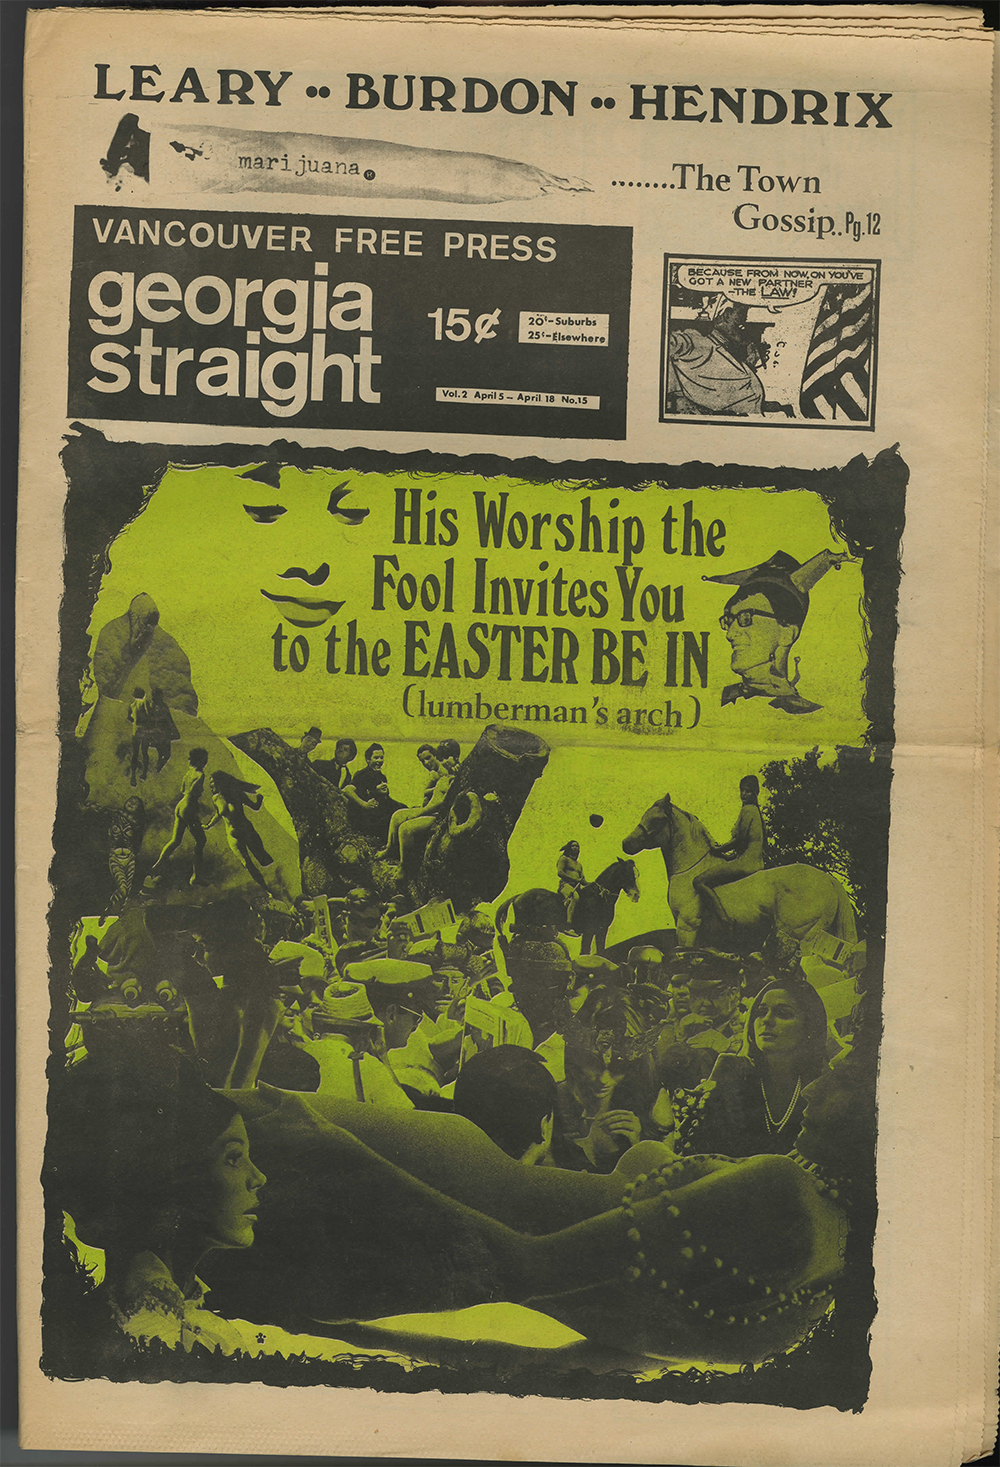 LEARY •• BURDON •• HENDRIX
A marijuana®
........The Town
Gossip..Pg.12
VANCOUVER FREE PRESS
georgia
straight
15¢
20¢-Suburbs
25¢-Elsewhere
Vol.2 April 5 - April 18 No.15
BECAUSE FROM NOW, ON YOU'VE
GOT A NEW PARTNER
-THE LAW!
His Worship the
Fool Invites You
to the EASTER BE IN
(lumberman's arch)